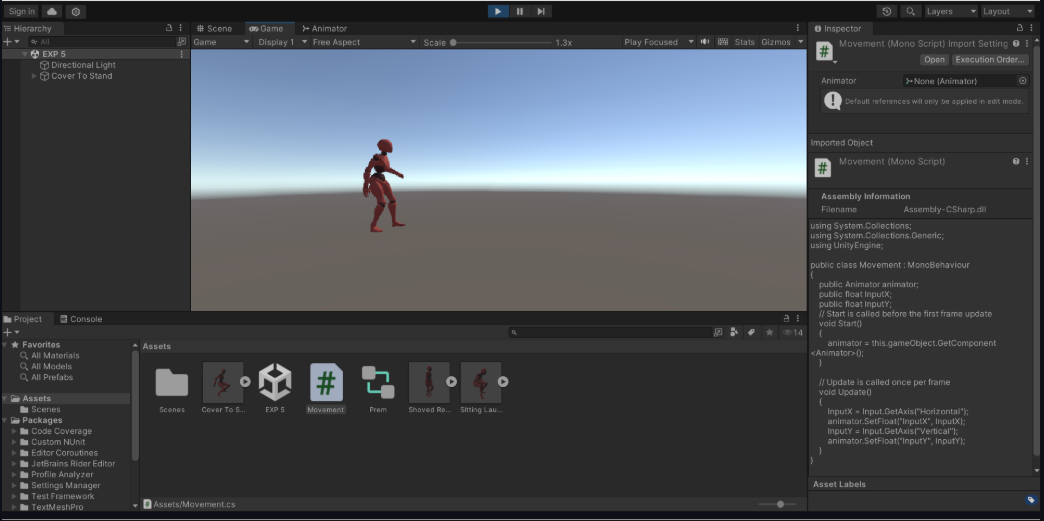 Sign in
Layers
Layout
Hierarchy
All
EXP 5
Directional Light
Cover To Stand
Scene
Game
Animator
Game
Display 1
Free Aspect
Scale
1.3x
Play Focused
Stats
Gizmos
Inspector
Movement (Mono Script) Import Setting
Open
Execution Order...
Animator
None (Animator)
Default references will only be applied in edit mode.
Imported Object
Movement (Mono Script)
Assembly Information
Filename
Assembly-CSharp.dll
using System.Collections;
using System.Collections.Generic;
using UnityEngine;
public class Movement : MonoBehaviour
{
public Animator animator;
public float InputX;
public float InputY;
// Start is called before the first frame update
void Start()
{
animator = this.gameObject.GetComponent
<Animator>();
}
// Update is called once per frame
void Update()
{
InputX = Input.GetAxis("Horizontal");
animator.SetFloat("InputX", InputX);
InputY = Input.GetAxis("Vertical");
animator.SetFloat("InputY", InputY);
}
}
Asset Labels
Project
Console
14
Favorites
All Materials
All Models
All Prefabs
Assets
Scenes
Packages
Code Coverage
Custom NUnit
Editor Coroutines
JetBrains Rider Editor
Profile Analyzer
Settings Manager
Test Framework
TextMeshPro
Assets
Scenes
Cover To S...
EXP 5
Movement
Prem
Shoved Re...
Sitting Lau...
Assets/Movement.cs